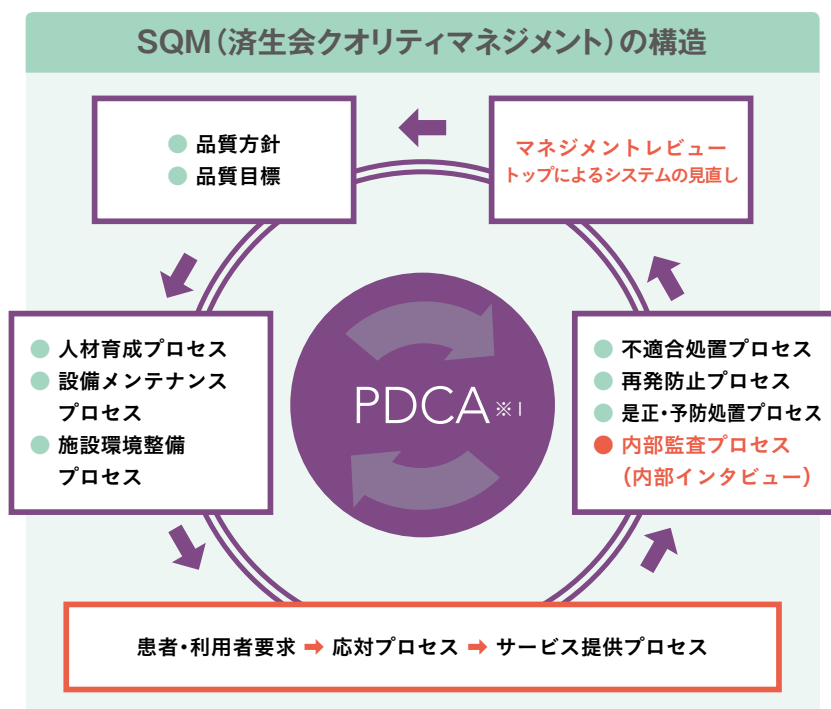 SQM(済生会クオリティマネジメント)の構造
● 品質方針
● 品質目標
マネジメントレビュー
トップによるシステムの見直し
● 人材育成プロセス
● 設備メンテナンス
プロセス
● 施設環境整備
プロセス
PDCA※1
● 不適合処置プロセス
● 再発防止プロセス
● 是正・予防処置プロセス
● 内部監査プロセス
(内部インタビュー)
患者・利用者要求 ➡ 応対プロセス ➡ サービス提供プロセス